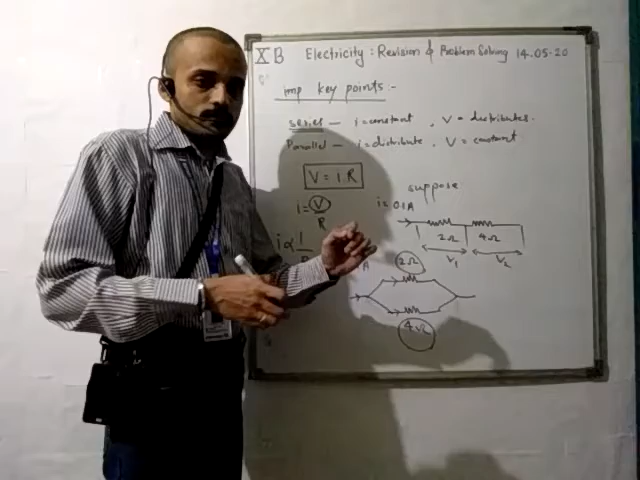 X B Electricity : Revision & Problem Solving 14.05.20
imp key points -
series - i = constant , V = distributes.
Parallel - i = distribute , V = constant
V = I R
suppose
i = V/R
i = 0.1A
2Ω 4Ω
i ∝ 1/R
V₁ V₂
A 2Ω
4Ω